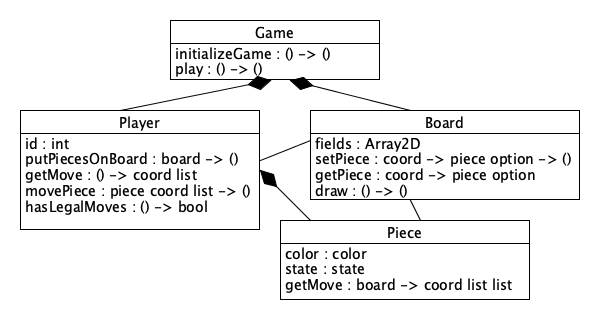 Game
initializeGame : () -> ()
play : () -> ()
Player
id : int
putPiecesOnBoard : board -> ()
getMove : () -> coord list
movePiece : piece coord list -> ()
hasLegalMoves : () -> bool
Board
fields : Array2D
setPiece : coord -> piece option -> ()
getPiece : coord -> piece option
draw : () -> ()
Piece
color : color
state : state
getMove : board -> coord list list